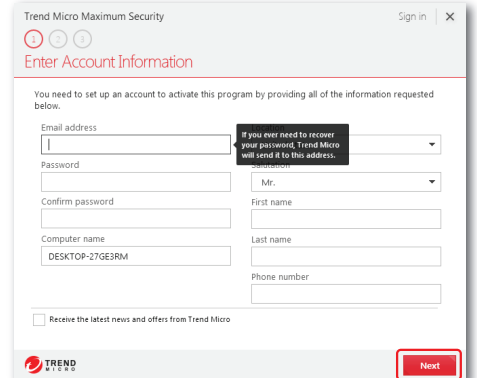 Trend Micro Maximum Security
Sign in
1 2 3
Enter Account Information
You need to set up an account to activate this program by providing all of the information requested
below.
Email address
Location
If you ever need to recover
your password, Trend Micro
will send it to this address.
Password
Salutation
Mr.
Confirm password
First name
Computer name
Last name
DESKTOP-27GE3RM
Phone number
Receive the latest news and offers from Trend Micro
TREND
MICRO
Next